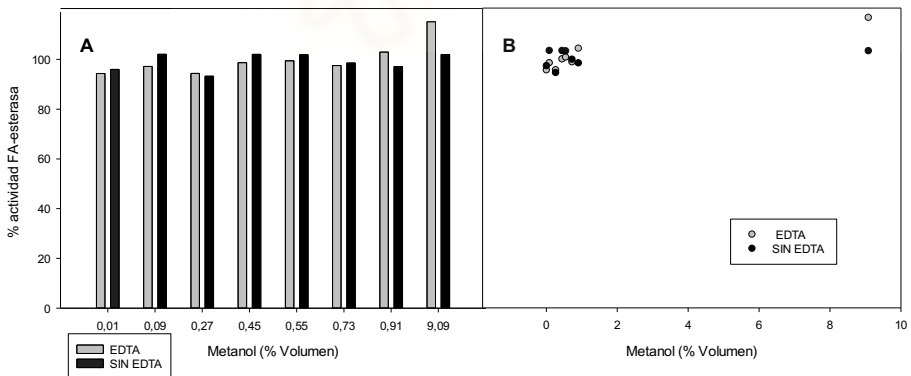 A
B
% actividad FA-esterasa
100
80
60
40
20
0
0,01 0,09 0,27 0,45 0,55 0,73 0,91 9,09
Metanol (% Volumen)
EDTA
SIN EDTA
EDTA
SIN EDTA
0 2 4 6 8 10
Metanol (% Volumen)